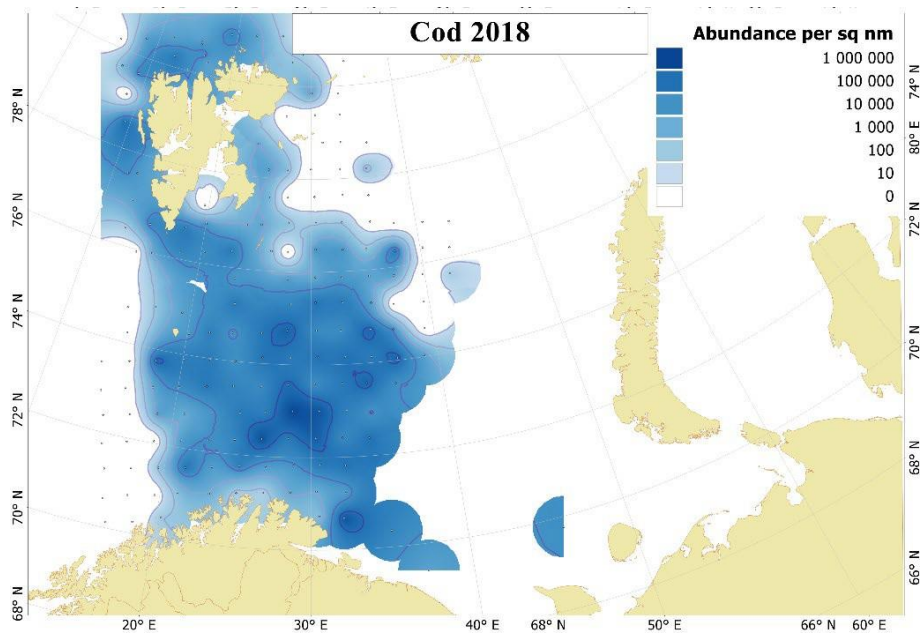 Cod 2018
Abundance per sq nm
1 000 000
100 000
10 000
1 000
100
10
0
78° N
76° N
74° N
72° N
70° N
68° N
74° N
80° E
72° N
70° N
68° N
66° N
20° E
30° E
40° E
68° N
50° E
66° N
60° E